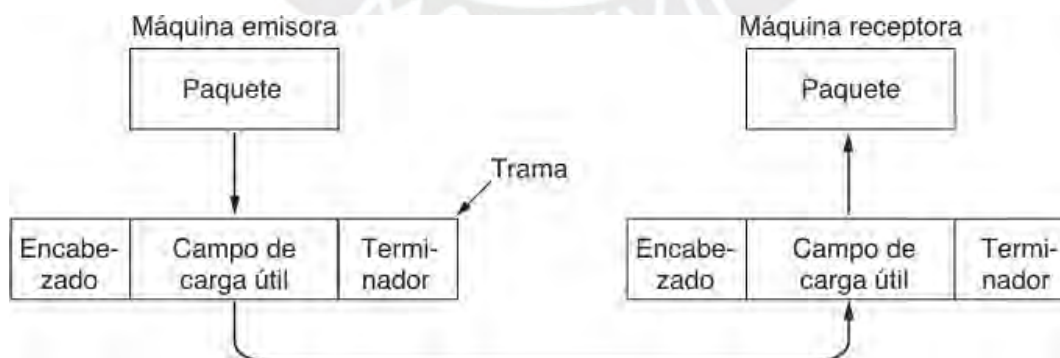 Máquina emisora
Máquina receptora
Paquete
Paquete
Trama
Encabe-
zado
Campo de
carga útil
Termi-
nador
Encabe-
zado
Campo de
carga útil
Termi-
nador